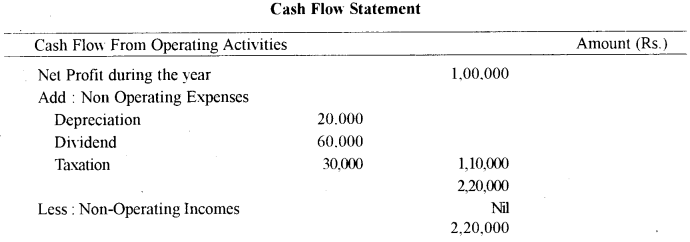 Cash Flow Statement
Cash Flow From Operating Activities Amount (Rs.)
Net Profit during the year 1,00,000
Add : Non Operating Expenses
Depreciation 20.000
Dividend 60.000
Taxation 30,000 1,10,000
2,20,000
Less : Non-Operating Incomes Nil
2,20,000